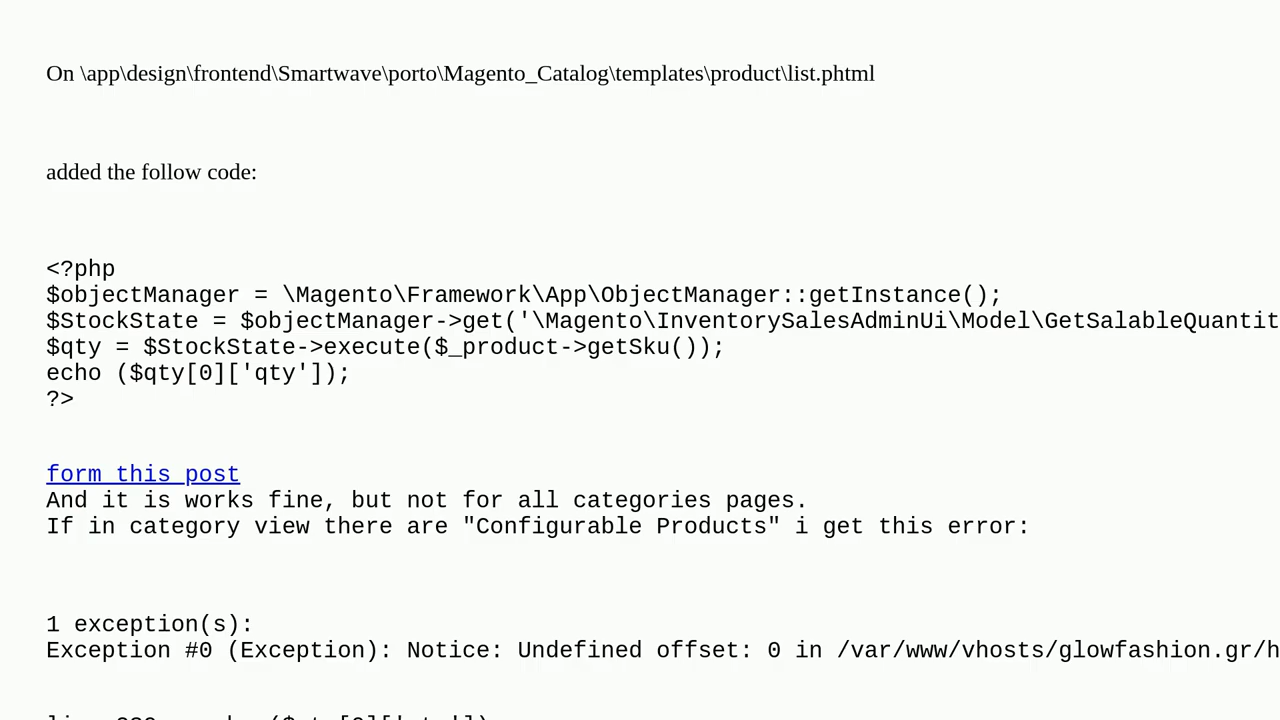 On \app\design\frontend\Smartwave\porto\Magento_Catalog\templates\product\list.phtml
added the follow code:
<?php
$objectManager = \Magento\Framework\App\ObjectManager::getInstance();
$StockState = $objectManager->get('\Magento\InventorySalesAdminUi\Model\GetSalableQuantit
$qty = $StockState->execute($_product->getSku());
echo ($qty[0]['qty']);
?>
form this post
And it is works fine, but not for all categories pages.
If in category view there are "Configurable Products" i get this error:
1 exception(s):
Exception #0 (Exception): Notice: Undefined offset: 0 in /var/www/vhosts/glowfashion.gr/h